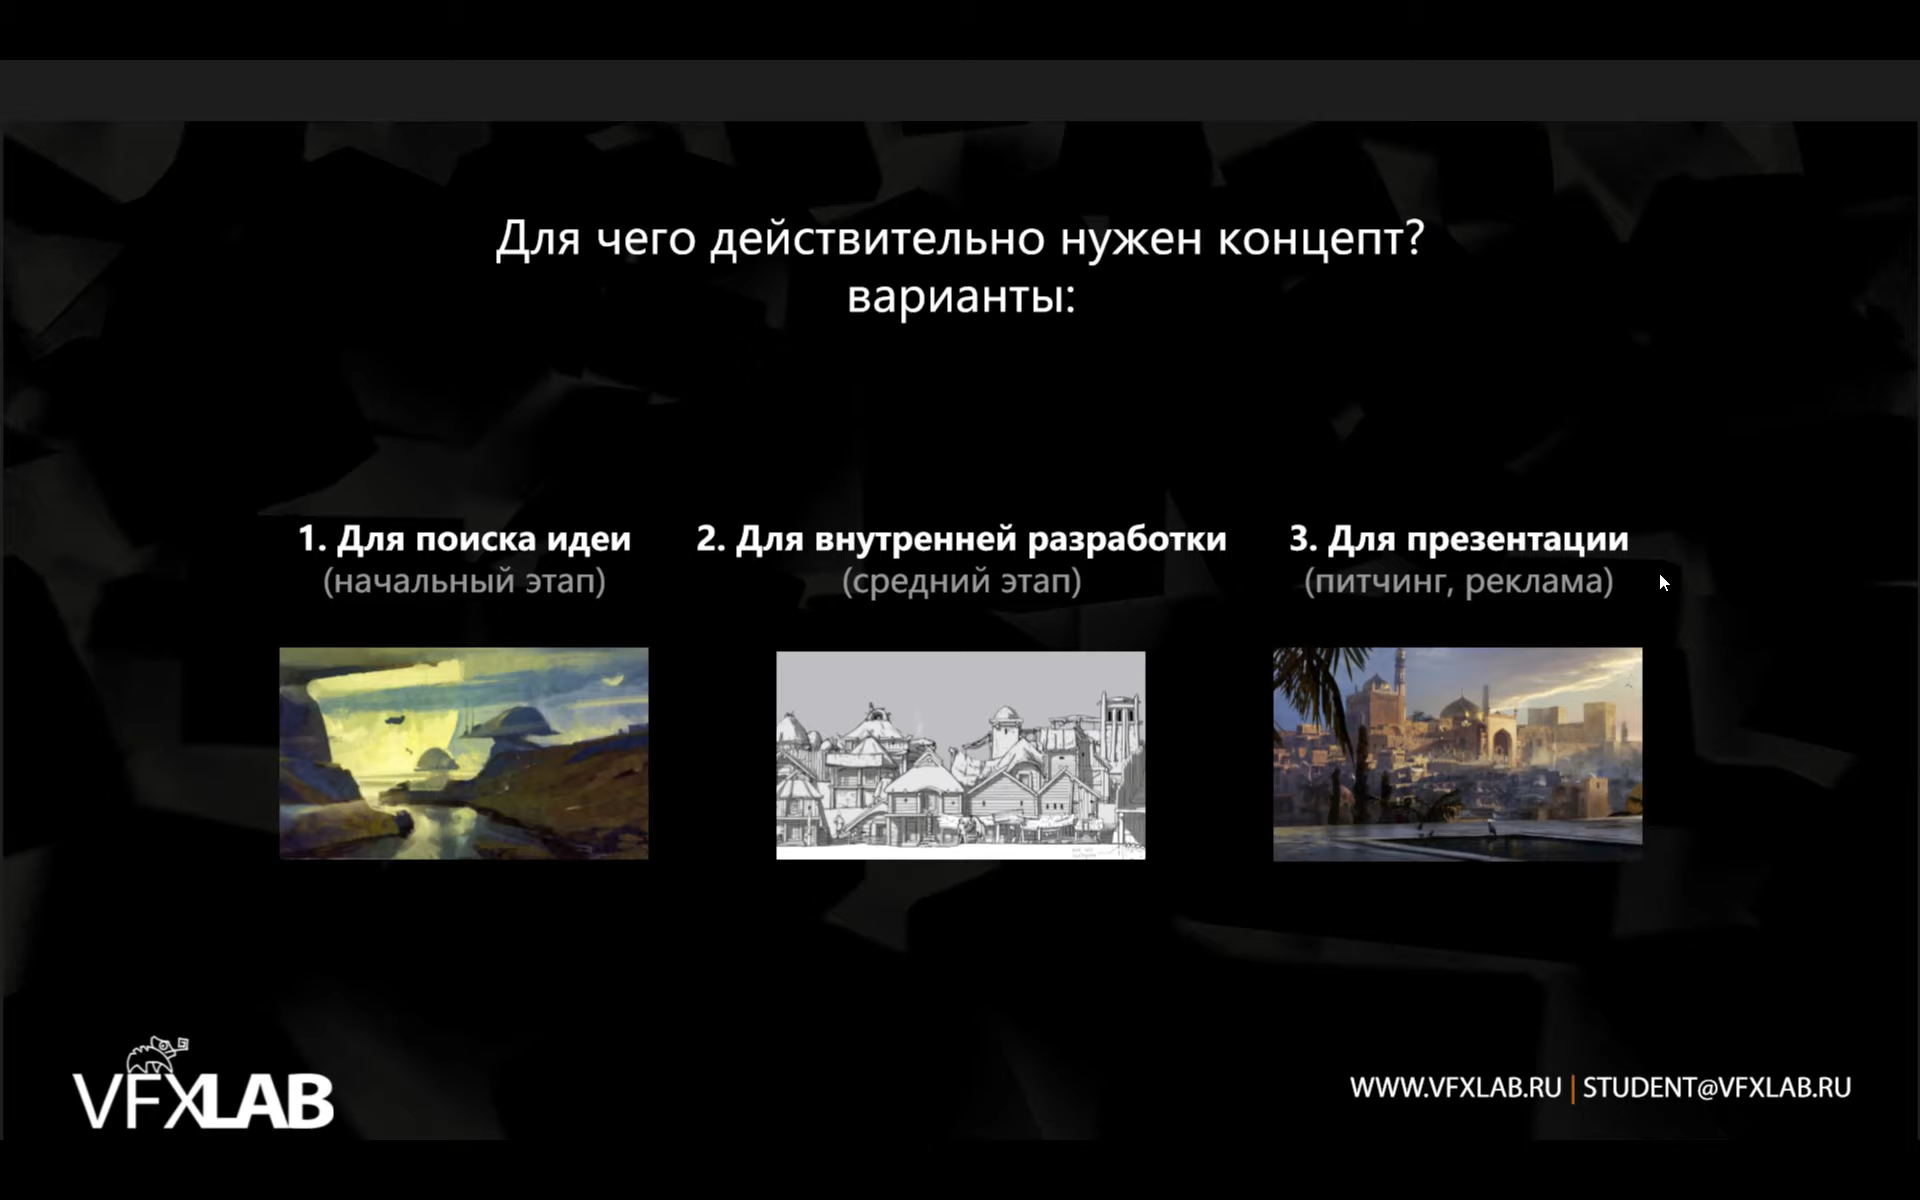 Для чего действительно нужен концепт?
варианты:
1. Для поиска идеи
(начальный этап)
2. Для внутренней разработки
(средний этап)
3. Для презентации
(питчинг, реклама)
VFXLAB
WWW.VFXLAB.RU | STUDENT@VFXLAB.RU